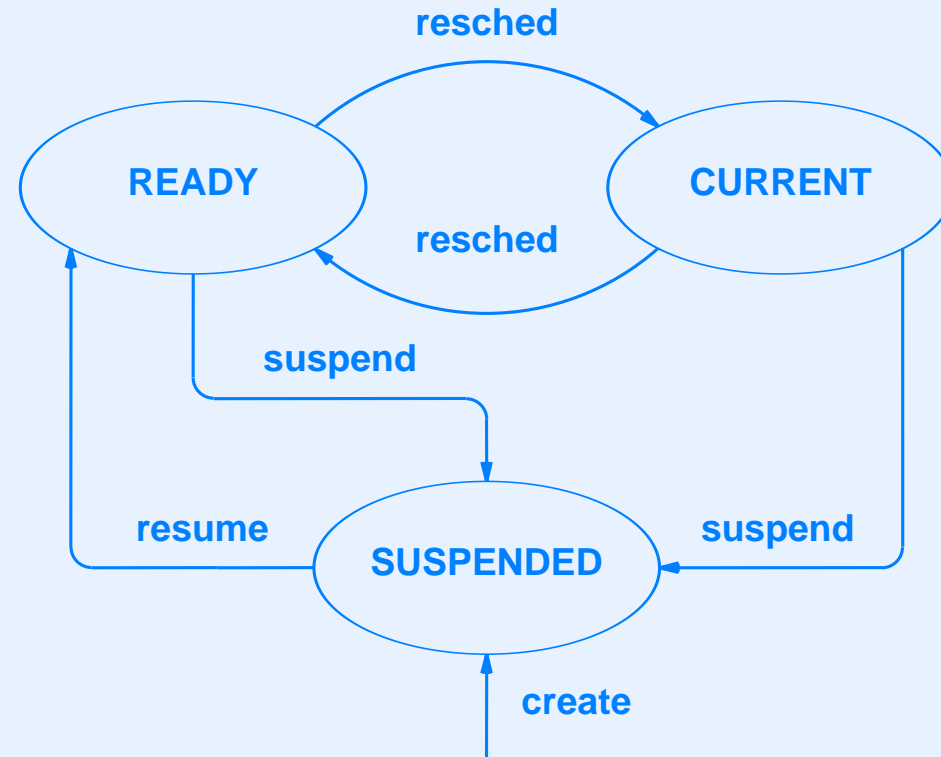 resched
READY
CURRENT
resched
suspend
resume
suspend
SUSPENDED
create